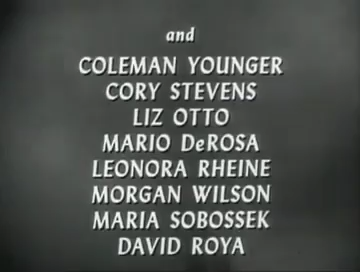 and
COLEMAN YOUNGER
CORY STEVENS
LIZ OTTO
MARIO DeROSA
LEONORA RHEINE
MORGAN WILSON
MARIA SOBOSSEK
DAVID ROYA